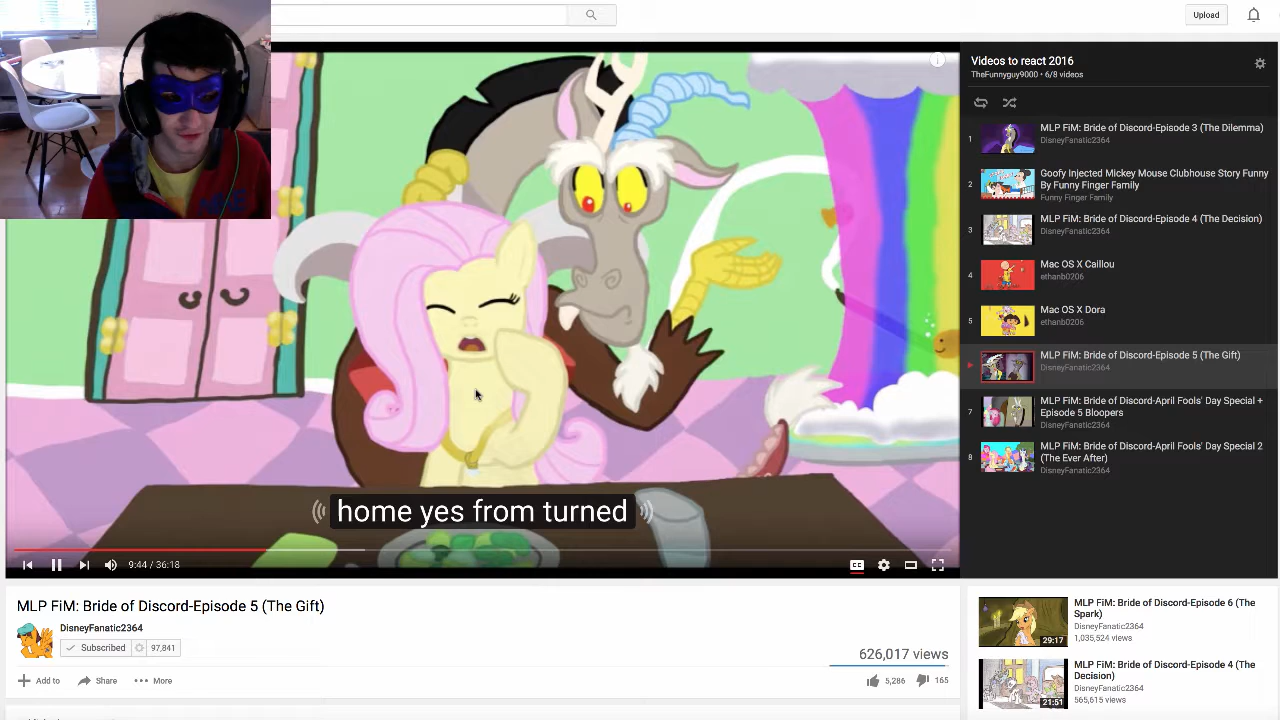 Upload
Videos to react 2016
TheFunnyguy9000 • 6/8 videos
1
MLP FiM: Bride of Discord-Episode 3 (The Dilemma)
DisneyFanatic2364
2
Goofy Injected Mickey Mouse Clubhouse Story Funny
By Funny Finger Family
Funny Finger Family
3
MLP FiM: Bride of Discord-Episode 4 (The Decision)
DisneyFanatic2364
4
Mac OS X Caillou
ethanb0206
5
Mac OS X Dora
ethanb0206
MLP FiM: Bride of Discord-Episode 5 (The Gift)
DisneyFanatic2364
7
MLP FiM: Bride of Discord-April Fools' Day Special +
Episode 5 Bloopers
DisneyFanatic2364
8
MLP FiM: Bride of Discord-April Fools' Day Special 2
(The Ever After)
DisneyFanatic2364
home yes from turned
9:44 / 36:18
CC
MLP FiM: Bride of Discord-Episode 5 (The Gift)
DisneyFanatic2364
Subscribed 97,841
626,017 views
Add to Share More
5,286 165
MLP FiM: Bride of Discord-Episode 6 (The
Spark)
DisneyFanatic2364
1,035,524 views
29:17
MLP FiM: Bride of Discord-Episode 4 (The
Decision)
DisneyFanatic2364
565,615 views
21:51